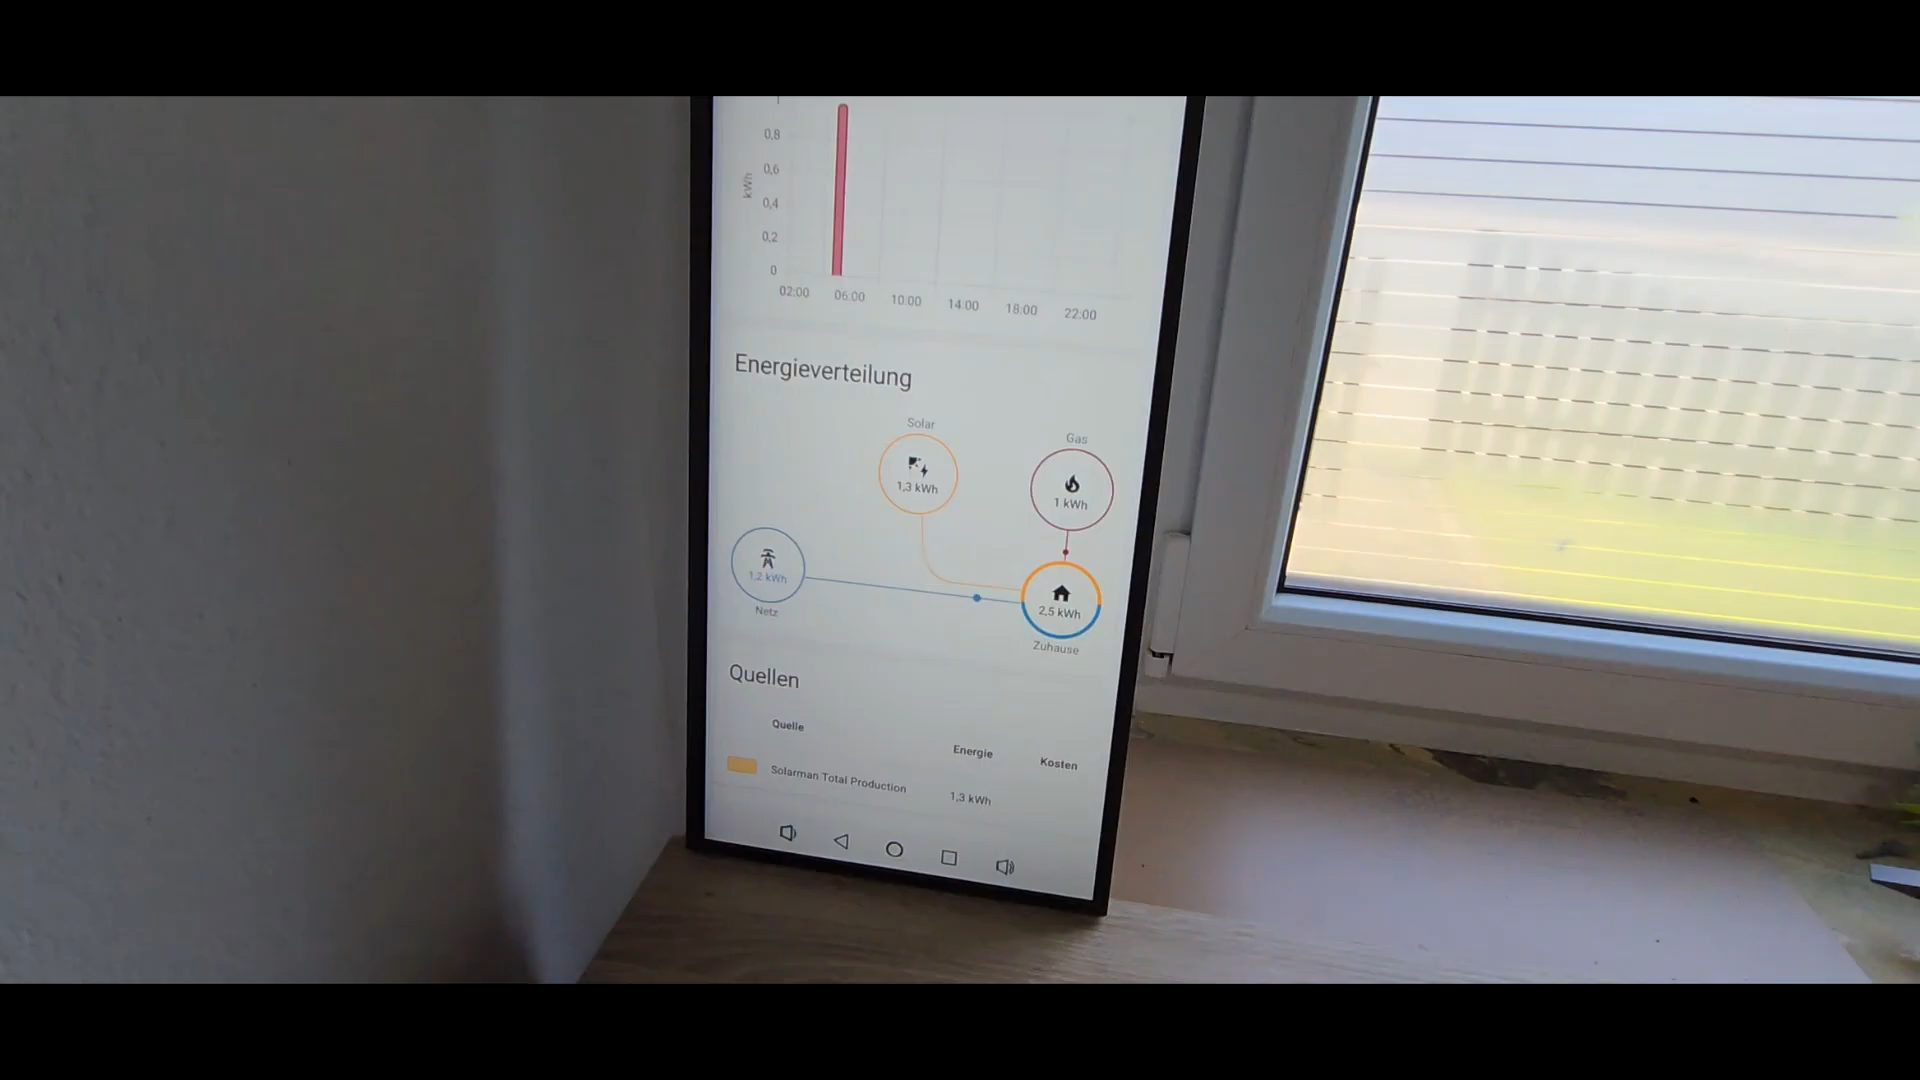 1
0,8
0,6
kWh
0,4
0,2
0
02:00 06:00 10:00 14:00 18:00 22:00
Energieverteilung
Solar
Gas
1,3 kWh
1 kWh
1,2 kWh
2,5 kWh
Netz
Zuhause
Quellen
Quelle Energie Kosten
Solarman Total Production 1,3 kWh